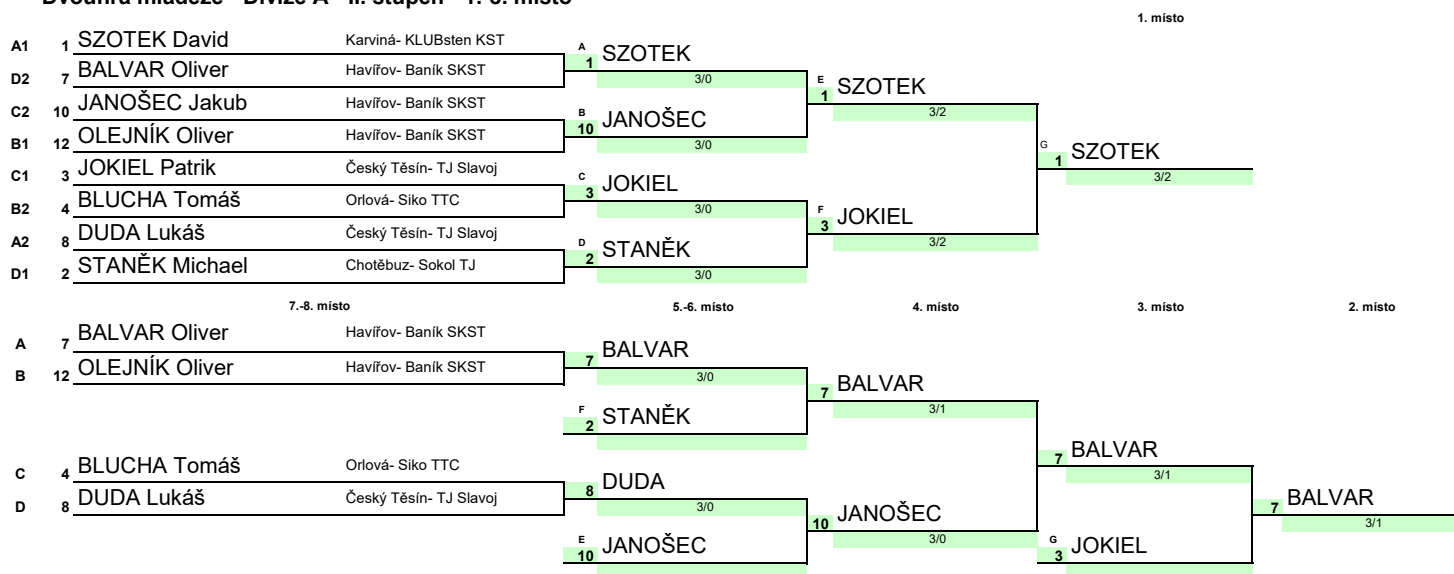 1. místo
A1 1 SZOTEK David Karviná- KLUBsten KST
A 1 SZOTEK
D2 7 BALVAR Oliver Havířov- Baník SKST
3/0
E 1 SZOTEK
C2 10 JANOŠEC Jakub Havířov- Baník SKST
3/2
B 10 JANOŠEC
B1 12 OLEJNÍK Oliver Havířov- Baník SKST
3/0
G 1 SZOTEK
C1 3 JOKIEL Patrik Český Těsín- TJ Slavoj
3/2
C 3 JOKIEL
B2 4 BLUCHA Tomáš Orlová- Siko TTC
3/0
F 3 JOKIEL
A2 8 DUDA Lukáš Český Těsín- TJ Slavoj
3/2
D 2 STANĚK
D1 2 STANĚK Michael Chotěbuz- Sokol TJ
3/0
7.-8. místo 5.-6. místo 4. místo 3. místo 2. místo
A 7 BALVAR Oliver Havířov- Baník SKST
7 BALVAR
B 12 OLEJNÍK Oliver Havířov- Baník SKST
3/0
7 BALVAR
3/1
F 2 STANĚK
7 BALVAR
C 4 BLUCHA Tomáš Orlová- Siko TTC
3/1
8 DUDA
D 8 DUDA Lukáš Český Těsín- TJ Slavoj
3/0
7 BALVAR
10 JANOŠEC
3/1
3/0
E 10 JANOŠEC
G 3 JOKIEL